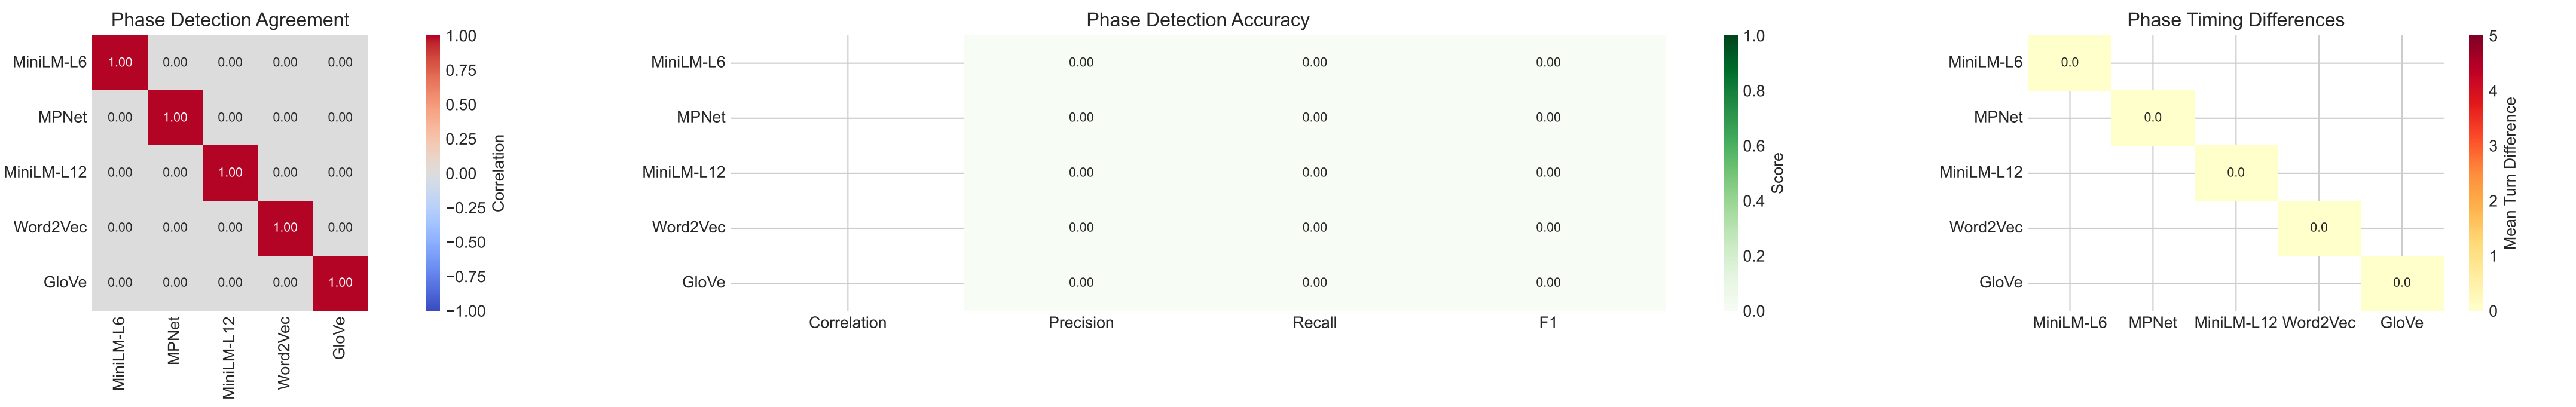 Phase Detection Agreement
MiniLM-L6 1.00 0.00 0.00 0.00 0.00
MPNet 0.00 1.00 0.00 0.00 0.00
MiniLM-L12 0.00 0.00 1.00 0.00 0.00
Word2Vec 0.00 0.00 0.00 1.00 0.00
GloVe 0.00 0.00 0.00 0.00 1.00
MiniLM-L6 MPNet MiniLM-L12 Word2Vec GloVe
1.00
0.75
0.50
0.25
0.00
−0.25
−0.50
−0.75
−1.00
Correlation
Phase Detection Accuracy
MiniLM-L6 0.00 0.00 0.00
MPNet 0.00 0.00 0.00
MiniLM-L12 0.00 0.00 0.00
Word2Vec 0.00 0.00 0.00
GloVe 0.00 0.00 0.00
Correlation Precision Recall F1
1.0
0.8
0.6
0.4
0.2
0.0
Score
Phase Timing Differences
MiniLM-L6 0.0
MPNet 0.0
MiniLM-L12 0.0
Word2Vec 0.0
GloVe 0.0
MiniLM-L6 MPNet MiniLM-L12 Word2Vec GloVe
5
4
3
2
1
0
Mean Turn Difference